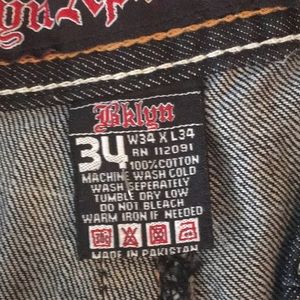 Bklyn
34 W34 X L34
RN 112091
100%COTTON
MACHINE WASH COLD
WASH SEPERATELY
TUMBLE DRY LOW
DO NOT BLEACH
WARM IRON IF NEEDED
MADE IN PAKISTAN